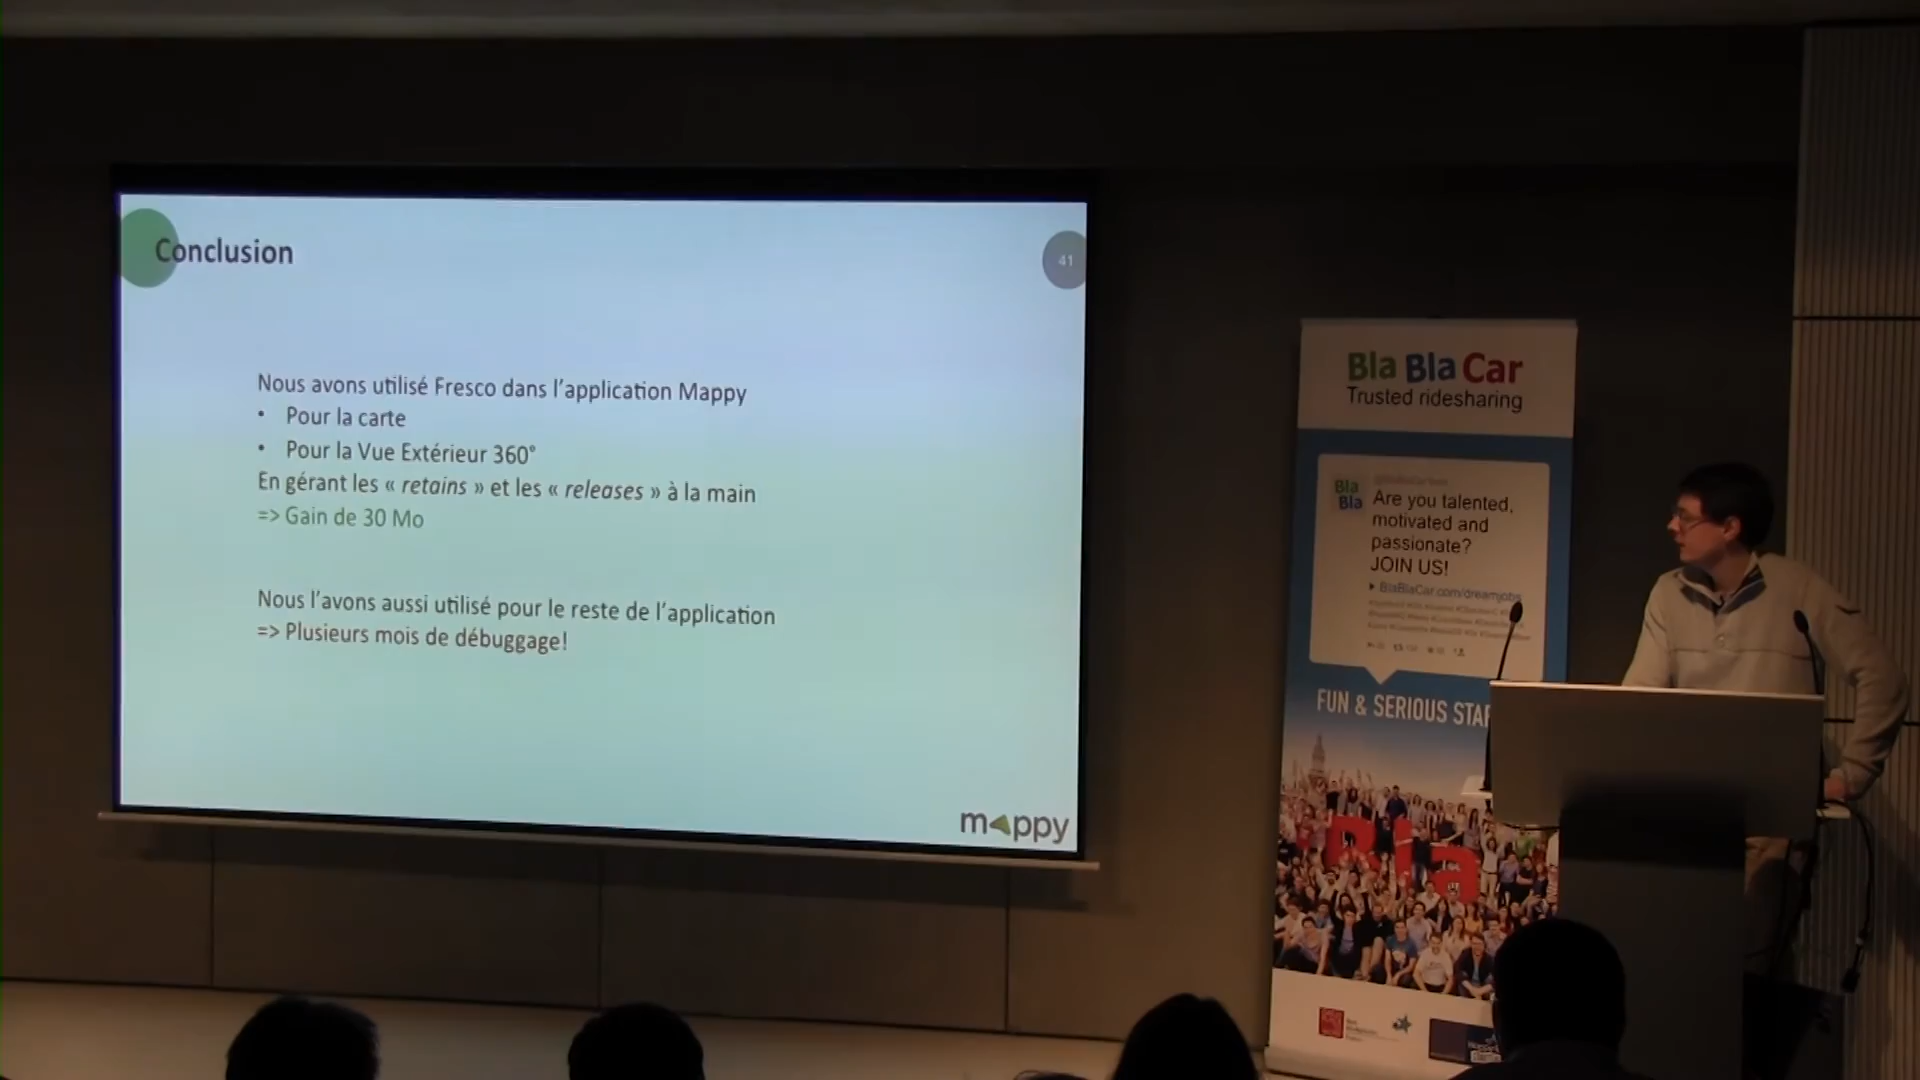 Conclusion
41
Nous avons utilisé Fresco dans l'application Mappy
• Pour la carte
• Pour la Vue Extérieur 360°
En gérant les « retains » et les « releases » à la main
=> Gain de 30 Mo
Nous l'avons aussi utilisé pour le reste de l'application
=> Plusieurs mois de débuggage!
mappy
Bla Bla Car
Trusted ridesharing
Bla
Bla
Are you talented,
motivated and
passionate?
JOIN US!
BlaBlaCar.com/dreamjobs
FUN & SERIOUS STA
Bla